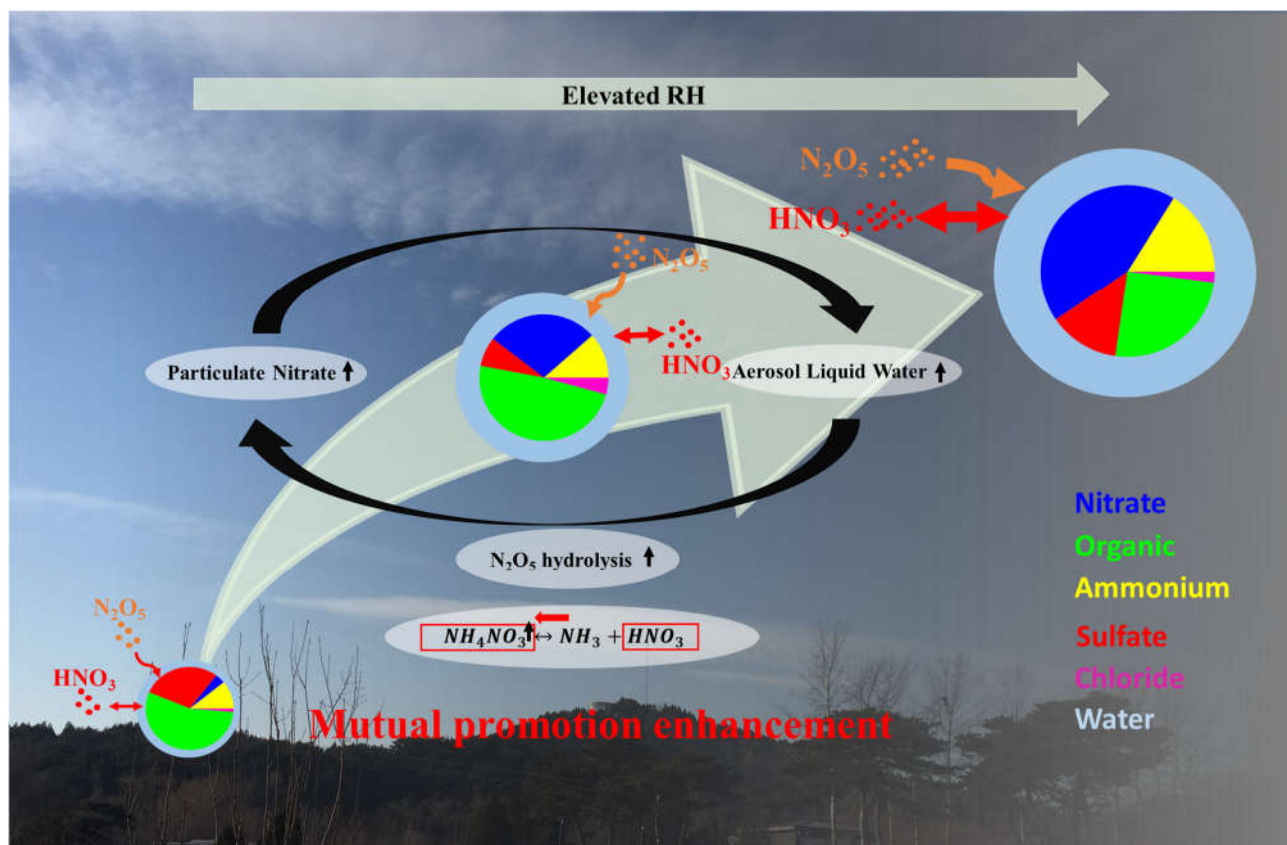 Elevated RH
N₂O₅
HNO₃
N₂O₅
HNO₃
Particulate Nitrate
Aerosol Liquid Water
N₂O₅ hydrolysis
NH₄NO₃ ↔ NH₃ + HNO₃
N₂O₅
HNO₃
Mutual promotion enhancement
Nitrate
Organic
Ammonium
Sulfate
Chloride
Water